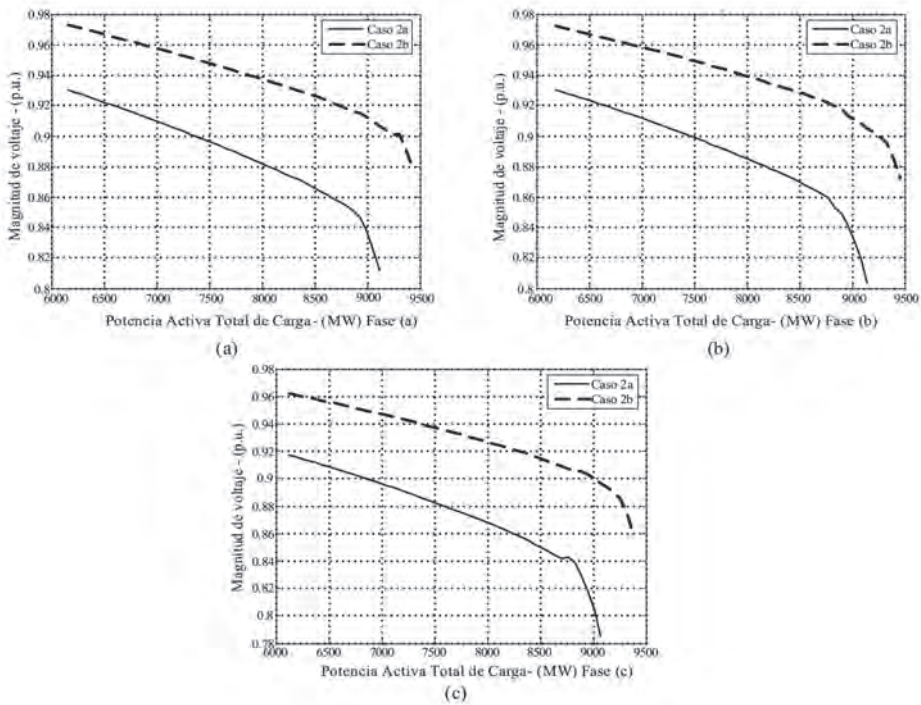 0.98
0.96
0.94
0.92
0.9
0.88
0.86
0.84
0.82
0.8
Magnitud de voltaje - (p.u.)
Caso 2a
Caso 2b
6000 6500 7000 7500 8000 8500 9000 9500
Potencia Activa Total de Carga- (MW) Fase (a)
(a)
0.98
0.96
0.94
0.92
0.9
0.88
0.86
0.84
0.82
0.8
Magnitud de voltaje - (p.u.)
Caso 2a
Caso 2b
6000 6500 7000 7500 8000 8500 9000 9500
Potencia Activa Total de Carga- (MW) Fase (b)
(b)
0.98
0.96
0.94
0.92
0.9
0.88
0.86
0.84
0.82
0.8
0.78
Magnitud de voltaje - (p.u.)
Caso 2a
Caso 2b
6000 6500 7000 7500 8000 8500 9000 9500
Potencia Activa Total de Carga- (MW) Fase (c)
(c)